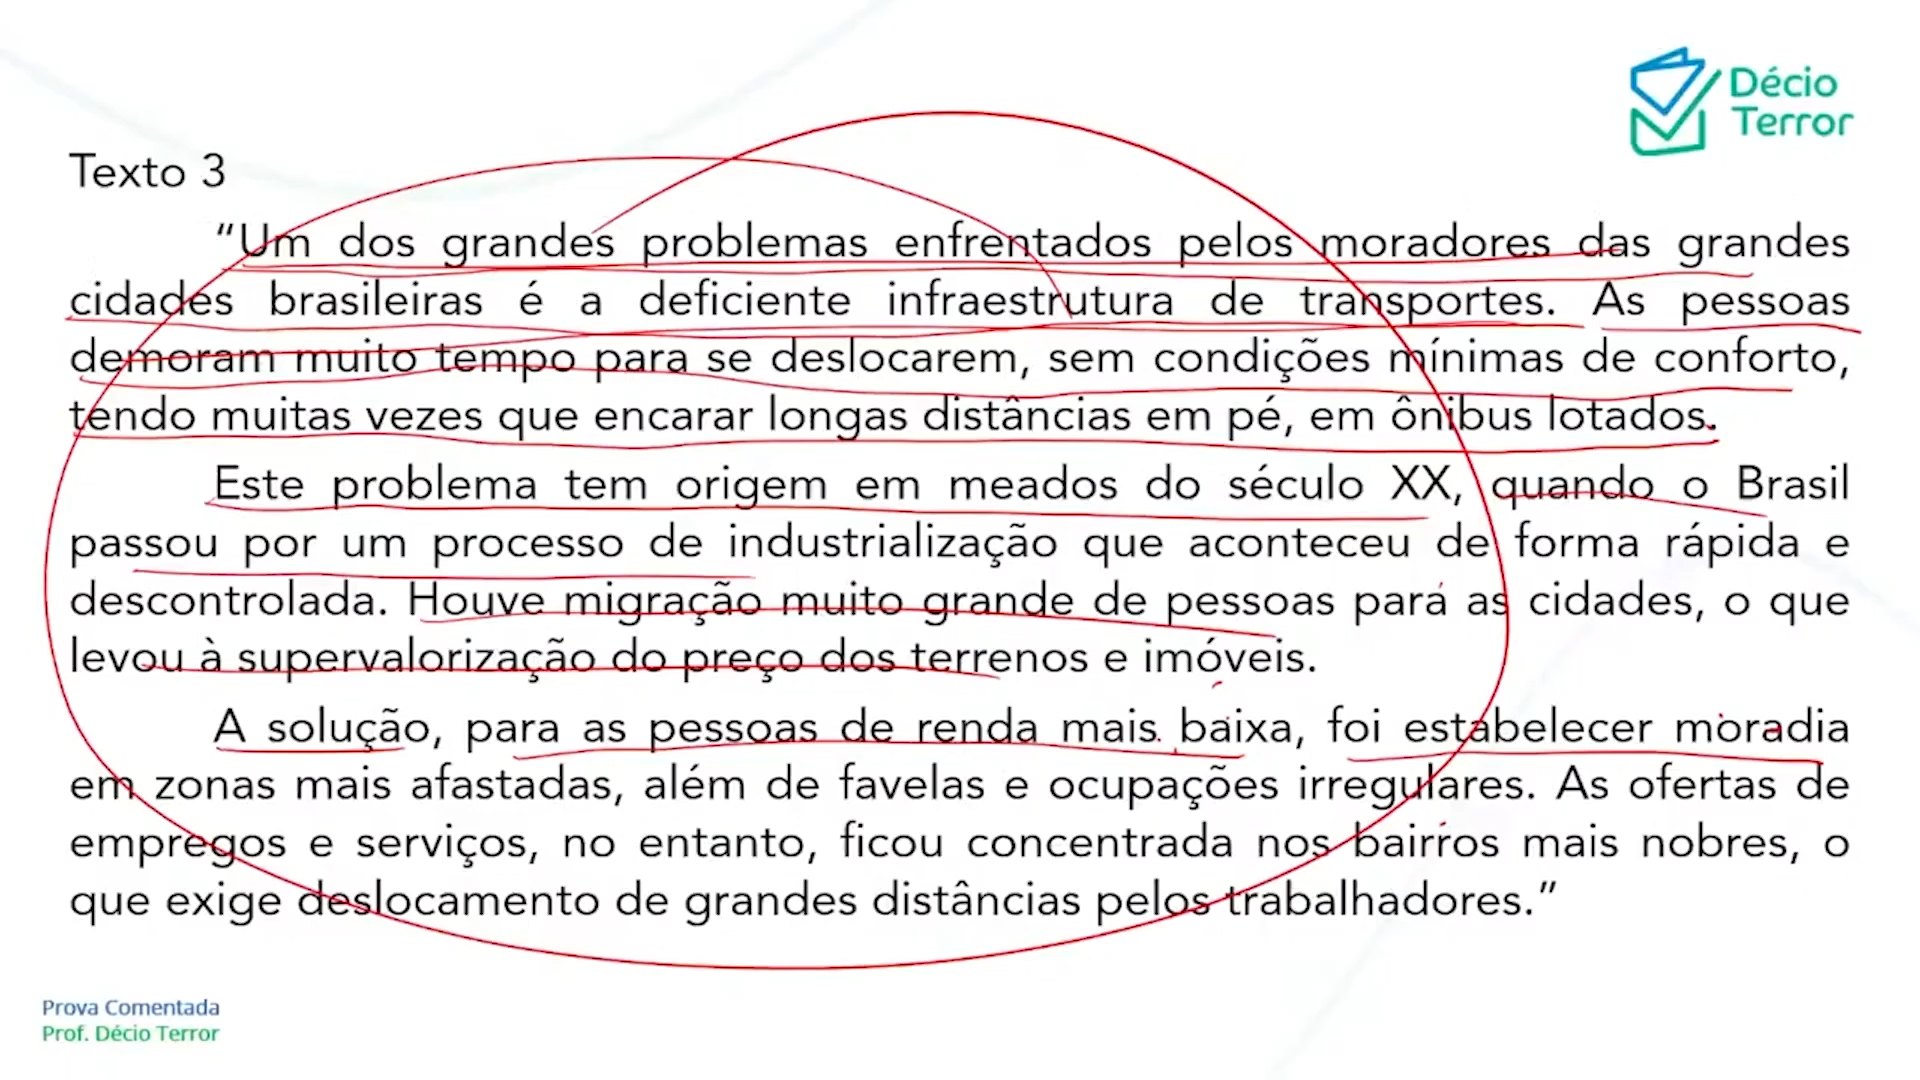 Décio
Terror
Texto 3
“Um dos grandes problemas enfrentados pelos moradores das grandes
cidades brasileiras é a deficiente infraestrutura de transportes. As pessoas
demoram muito tempo para se deslocarem, sem condições mínimas de conforto,
tendo muitas vezes que encarar longas distâncias em pé, em ônibus lotados.
Este problema tem origem em meados do século XX, quando o Brasil
passou por um processo de industrialização que aconteceu de forma rápida e
descontrolada. Houve migração muito grande de pessoas para as cidades, o que
levou à supervalorização do preço dos terrenos e imóveis.
A solução, para as pessoas de renda mais baixa, foi estabelecer moradia
em zonas mais afastadas, além de favelas e ocupações irregulares. As ofertas de
empregos e serviços, no entanto, ficou concentrada nos bairros mais nobres, o
que exige deslocamento de grandes distâncias pelos trabalhadores.”
Prova Comentada
Prof. Décio Terror